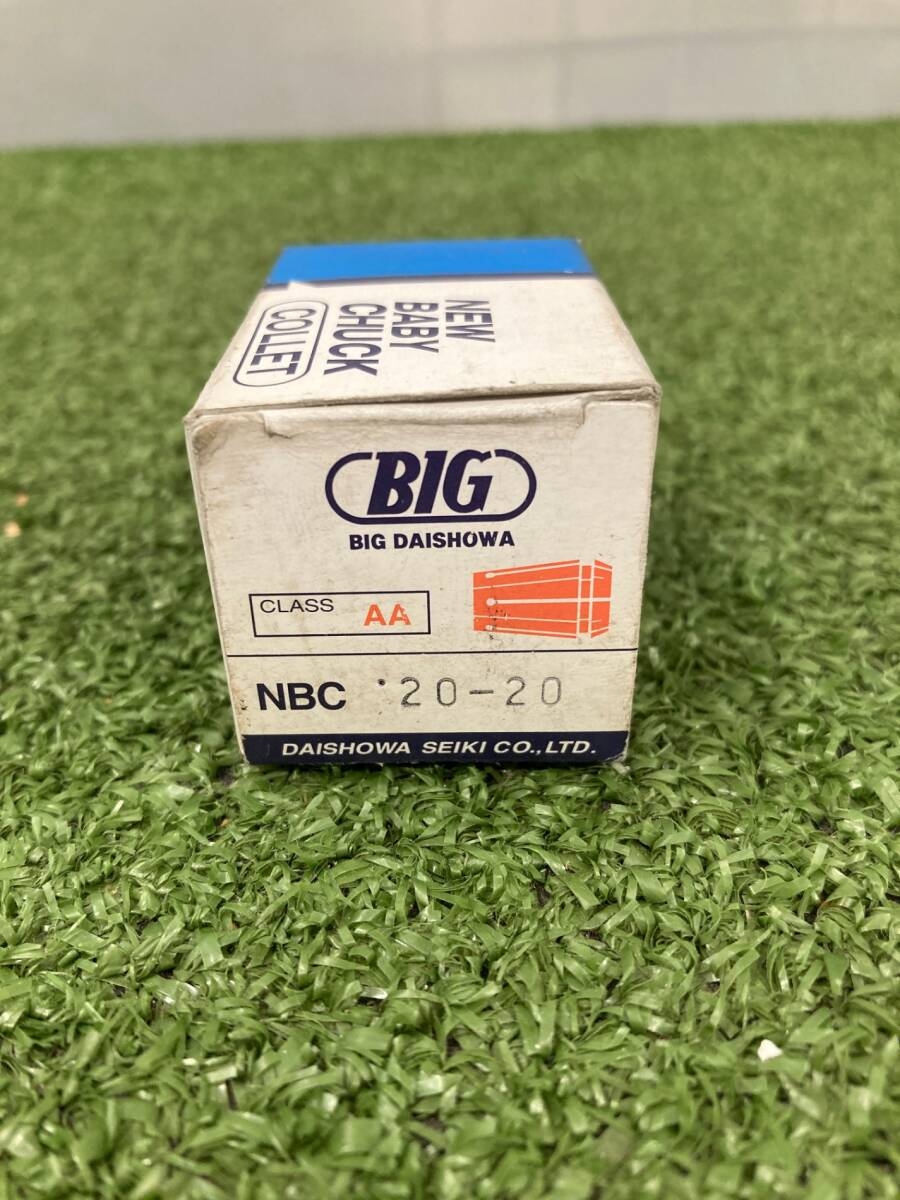 NEW
BABY
CHUCK
COLLET
BIG
BIG DAISHOWA
CLASS AA
NBC 20-20
DAISHOWA SEIKI CO.,LTD.